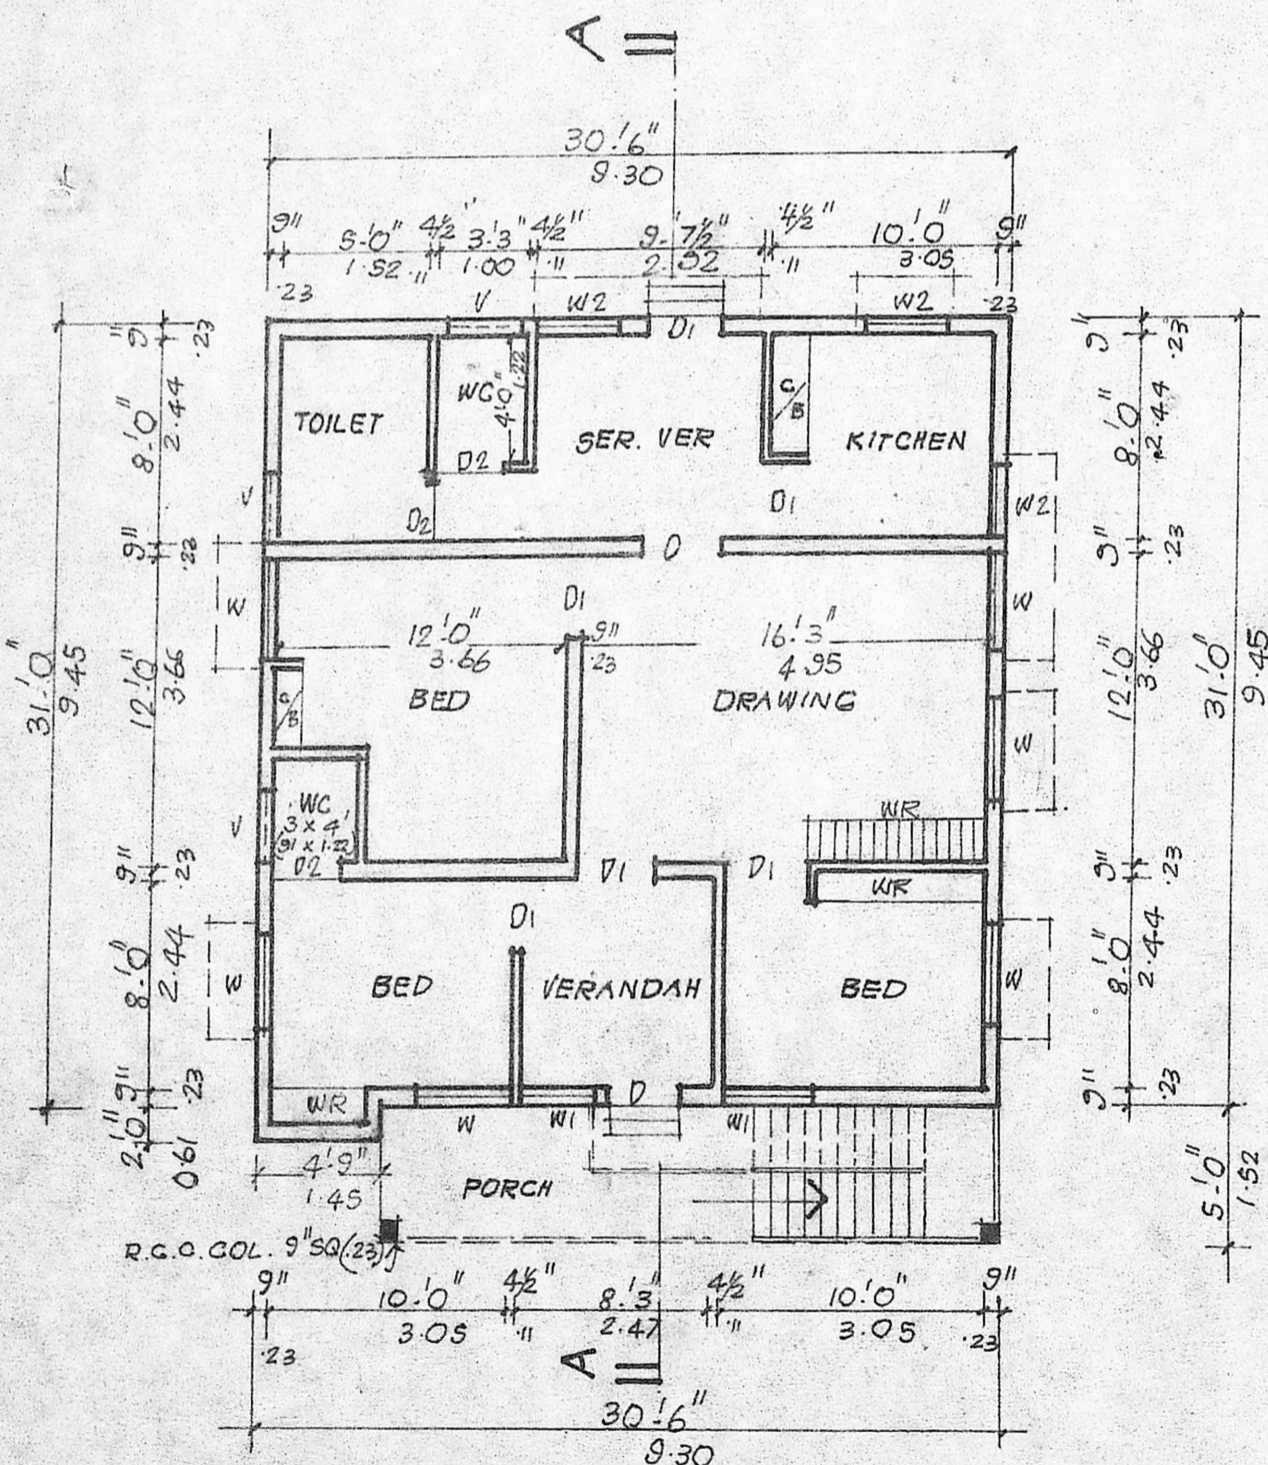 A
30'-6"
9.30
9" 5'-0" 4½" 3'-3" 4½" 9'-7½" 4½" 10'-0" 9"
.23 1.52 .11 1.00 .11 2.92 .11 3.05 .23
V W2 D1 W2
TOILET WC 4'-0" 1.22 SER. VER C/B KITCHEN
D2 D2 D1
V W2
D
W D1 W
12'-0" 9" 16'-3"
3.66 .23 4.95
BED DRAWING
C/B W
WC
3 x 4'
(.91 x 1.22)
V D2 D1 D1 WR
WR
D1
W BED VERANDAH BED W
WR W W1 D W1
4'-9"
1.45
PORCH
R.C.C. COL. 9" SQ (.23)
9" 10'-0" 4½" 8'-3" 4½" 10'-0" 9"
.23 3.05 .11 2.47 .11 3.05 .23
A
30'-6"
9.30
31'-0"
9.45
9" .23
8'-0" 2.44
9" .23
12'-0" 3.66
9" .23
8'-0" 2.44
9" .23
2'-0" 0.61
9" .23
8'-0" 2.44
9" .23
12'-0" 3.66
9" .23
8'-0" 2.44
9" .23
31'-0"
9.45
5'-0"
1.52